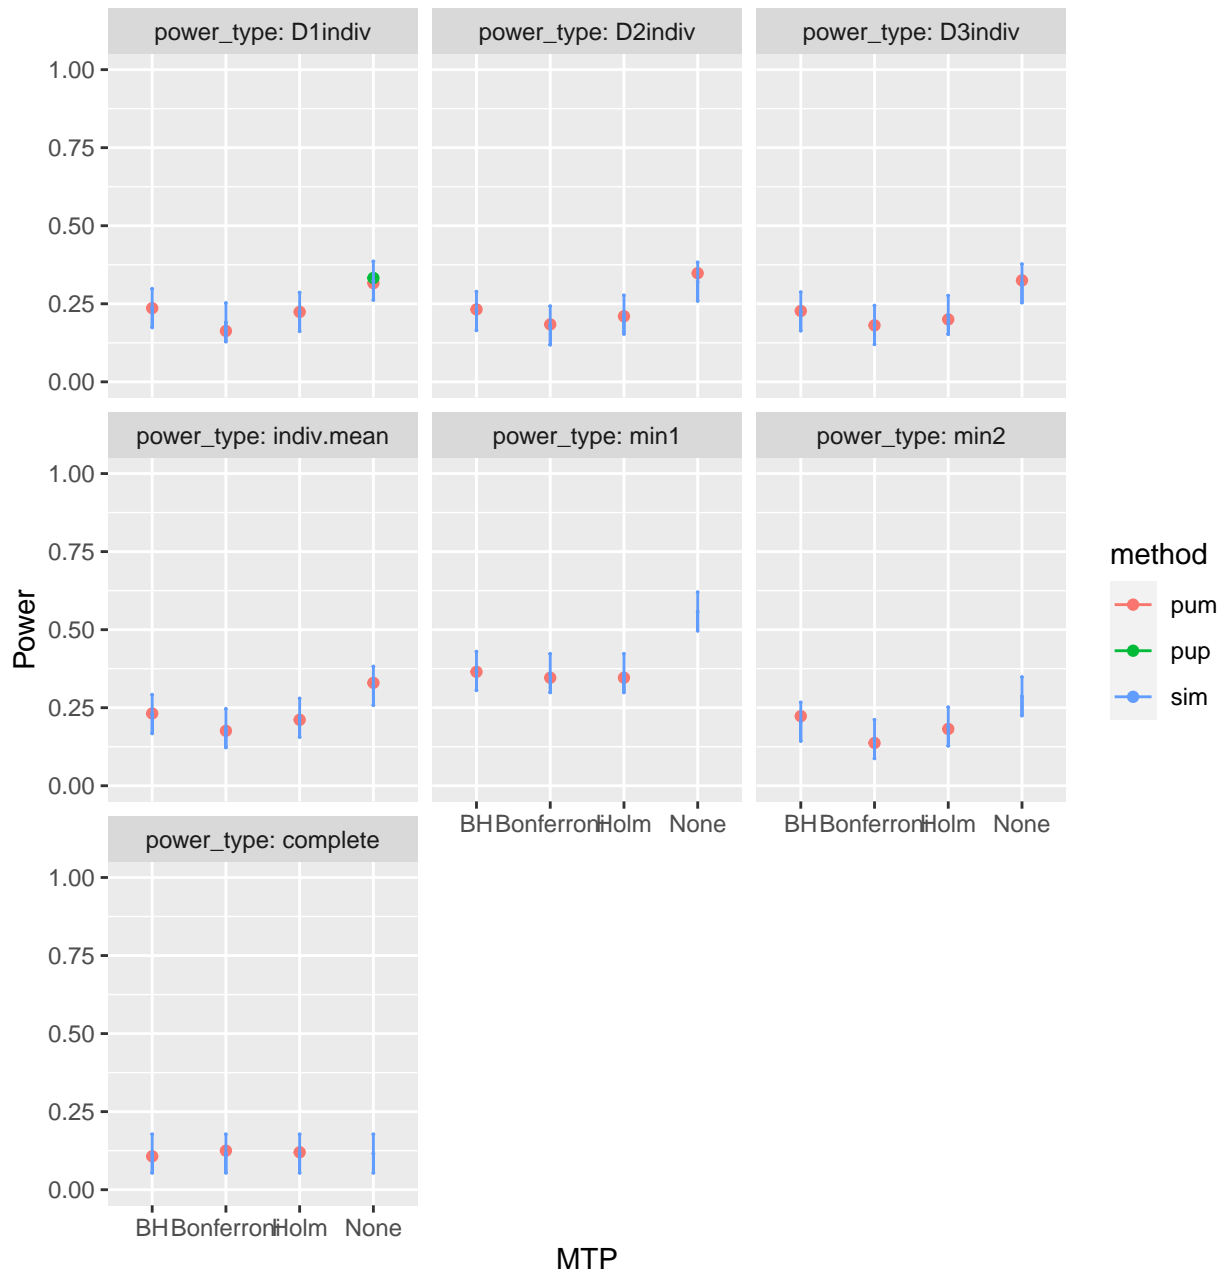 power_type: D1indiv
power_type: D2indiv
power_type: D3indiv
1.00
0.75
0.50
0.25
0.00
power_type: indiv.mean
power_type: min1
power_type: min2
1.00
0.75
0.50
0.25
0.00
BH Bonferroni Holm None
BH Bonferroni Holm None
power_type: complete
1.00
0.75
0.50
0.25
0.00
BH Bonferroni Holm None
MTP
Power
method
pum
pup
sim